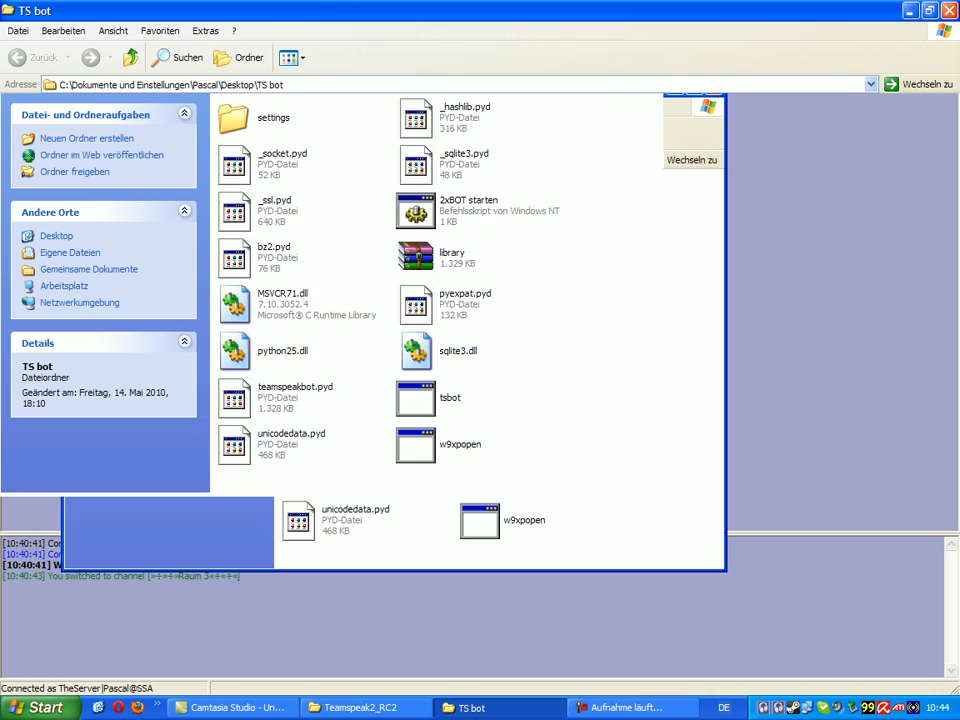 TS bot
Datei Bearbeiten Ansicht Favoriten Extras ?
Zurück Suchen Ordner
Adresse C:\Dokumente und Einstellungen\Pascal\Desktop\TS bot Wechseln zu
Datei- und Ordneraufgaben
Neuen Ordner erstellen
Ordner im Web veröffentlichen
Ordner freigeben
Andere Orte
Desktop
Eigene Dateien
Gemeinsame Dokumente
Arbeitsplatz
Netzwerkumgebung
Details
TS bot
Dateiordner
Geändert am: Freitag, 14. Mai 2010,
18:10
settings
_socket.pyd
PYD-Datei
52 KB
_ssl.pyd
PYD-Datei
640 KB
bz2.pyd
PYD-Datei
76 KB
MSVCR71.dll
7.10.3052.4
Microsoft® C Runtime Library
python25.dll
teamspeakbot.pyd
PYD-Datei
1.328 KB
unicodedata.pyd
PYD-Datei
468 KB
_hashlib.pyd
PYD-Datei
316 KB
_sqlite3.pyd
PYD-Datei
48 KB
2xBOT starten
Befehlsskript von Windows NT
1 KB
library
1.329 KB
pyexpat.pyd
PYD-Datei
132 KB
sqlite3.dll
tsbot
w9xpopen
Wechseln zu
unicodedata.pyd
PYD-Datei
468 KB
w9xpopen
[10:40:41] Con
[10:40:41] Con
[10:40:41] W
[10:40:43] You switched to channel [»÷»÷»Raum 3«÷«÷«]
Connected as TheServer|Pascal@SSA
Start Camtasia Studio - Un... Teamspeak2_RC2 TS bot Aufnahme läuft... DE 99 10:44